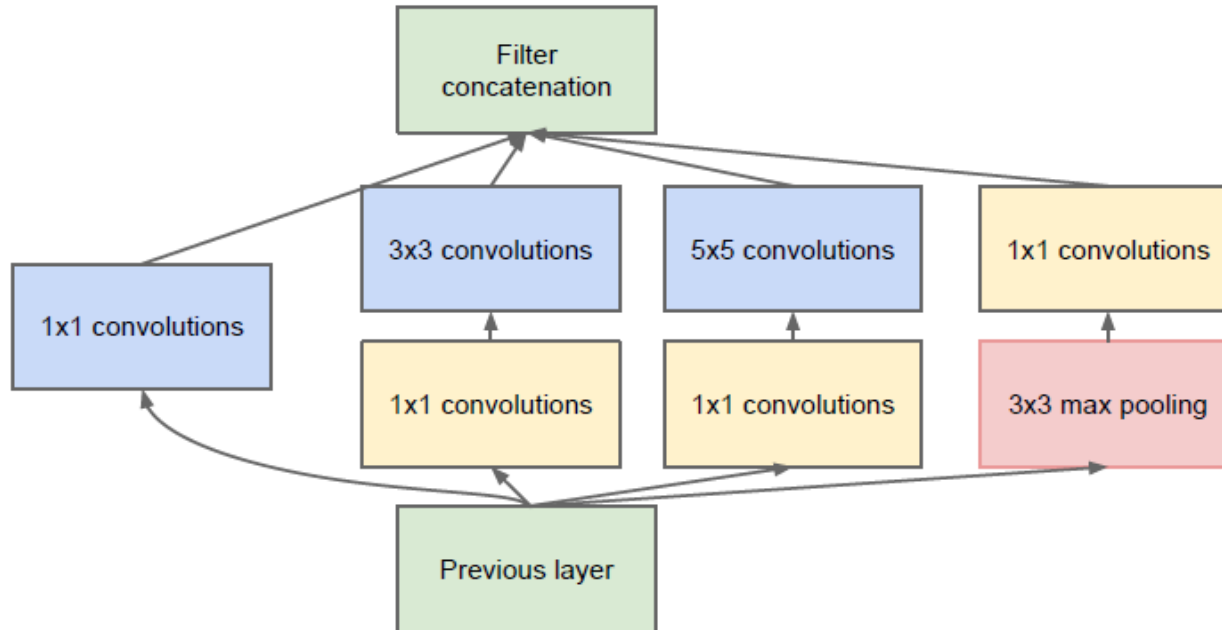 Filter
concatenation
3x3 convolutions
5x5 convolutions
1x1 convolutions
1x1 convolutions
1x1 convolutions
1x1 convolutions
3x3 max pooling
Previous layer